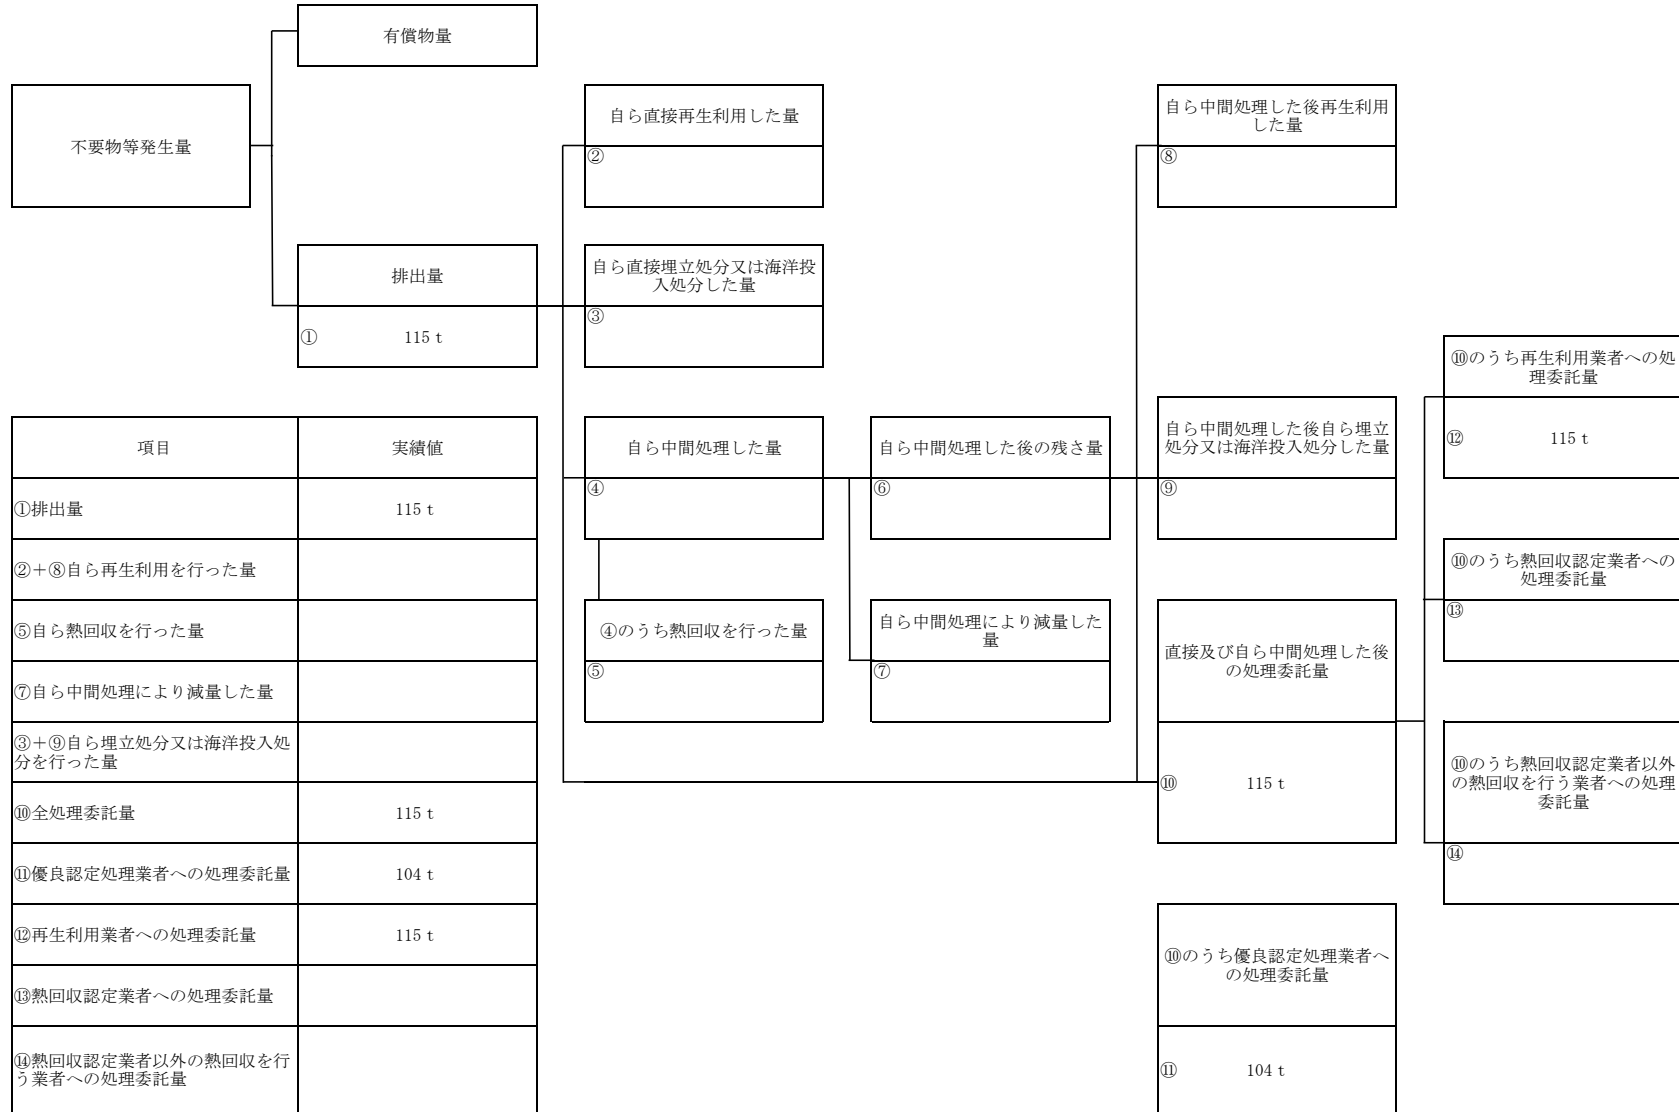 有償物量
不要物等発生量
自ら直接再生利用した量
②
自ら中間処理した後再生利用
した量
⑧
排出量
① 115 t
自ら直接埋立処分又は海洋投
入処分した量
③
⑩のうち再生利用業者への処
理委託量
⑫ 115 t
自ら中間処理した量
④
自ら中間処理した後の残さ量
⑥
自ら中間処理した後自ら埋立
処分又は海洋投入処分した量
⑨
⑩のうち熱回収認定業者への
処理委託量
⑬
④のうち熱回収を行った量
⑤
自ら中間処理により減量した
量
⑦
直接及び自ら中間処理した後
の処理委託量
⑩ 115 t
⑩のうち熱回収認定業者以外
の熱回収を行う業者への処理
委託量
⑭
⑩のうち優良認定処理業者へ
の処理委託量
⑪ 104 t
項目 実績値
①排出量 115 t
②+⑧自ら再生利用を行った量
⑤自ら熱回収を行った量
⑦自ら中間処理により減量した量
③+⑨自ら埋立処分又は海洋投入処
分を行った量
⑩全処理委託量 115 t
⑪優良認定処理業者への処理委託量 104 t
⑫再生利用業者への処理委託量 115 t
⑬熱回収認定業者への処理委託量
⑭熱回収認定業者以外の熱回収を行
う業者への処理委託量